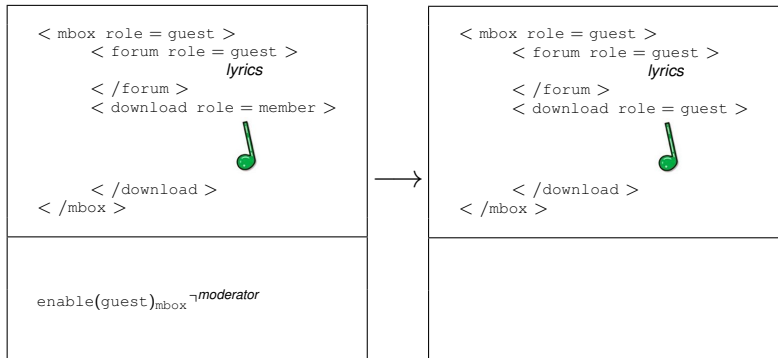 < mbox role = guest >
< forum role = guest >
lyrics
< /forum >
< download role = member >
< /download >
< /mbox >
enable(guest)mbox ¬moderator
< mbox role = guest >
< forum role = guest >
lyrics
< /forum >
< download role = guest >
< /download >
< /mbox >